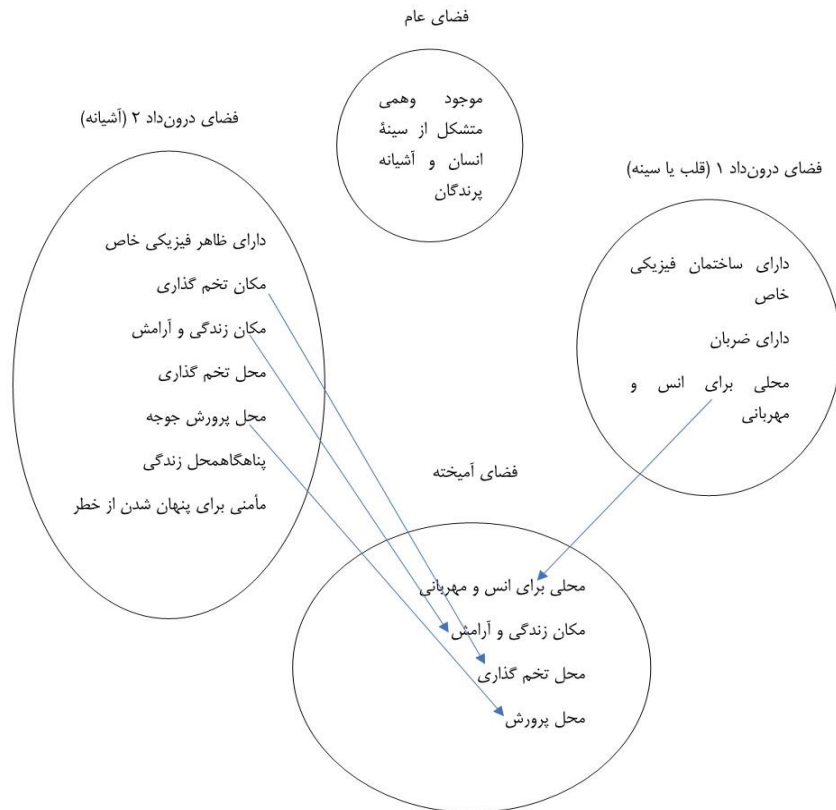 فضای عام
موجود وهمی
متشکل از سینهٔ
انسان و آشیانه
پرندگان
فضای درون‌داد ۱ (قلب یا سینه)
دارای ساختمان فیزیکی
خاص
دارای ضربان
محلی برای انس و
مهربانی
فضای درون‌داد ۲ (آشیانه)
دارای ظاهر فیزیکی خاص
مکان تخم گذاری
مکان زندگی و آرامش
محل تخم گذاری
محل پرورش جوجه
پناهگاهمحل زندگی
مأمنی برای پنهان شدن از خطر
فضای آمیخته
محلی برای انس و مهربانی
مکان زندگی و آرامش
محل تخم گذاری
محل پرورش